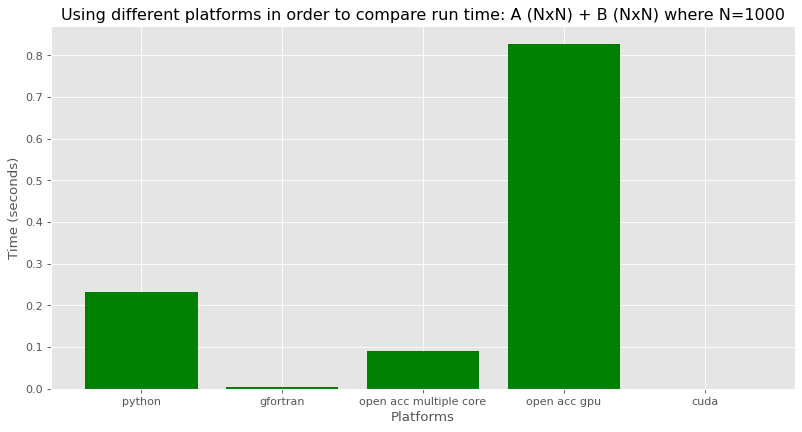 Using different platforms in order to compare run time: A (NxN) + B (NxN) where N=1000
Time (seconds)
0.8
0.7
0.6
0.5
0.4
0.3
0.2
0.1
0.0
python gfortran open acc multiple core open acc gpu cuda
Platforms